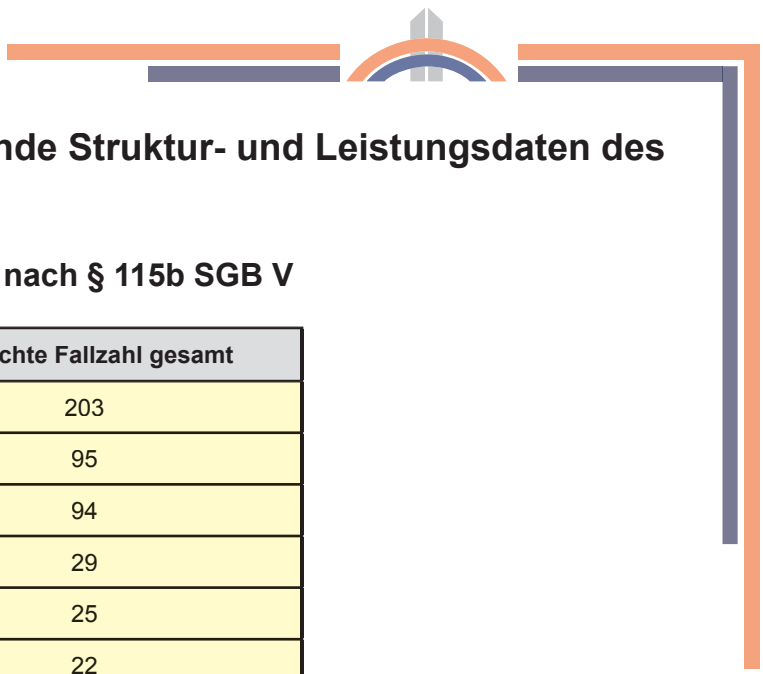 nde Struktur- und Leistungsdaten des
nach § 115b SGB V
chte Fallzahl gesamt
203
95
94
29
25
22